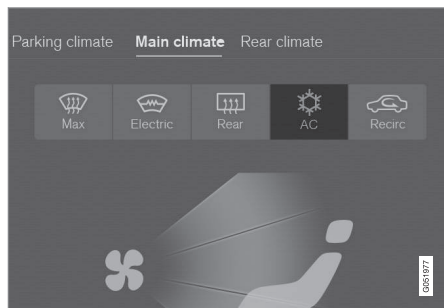 Parking climate Main climate Rear climate
Max Electric Rear AC Recirc
G051977